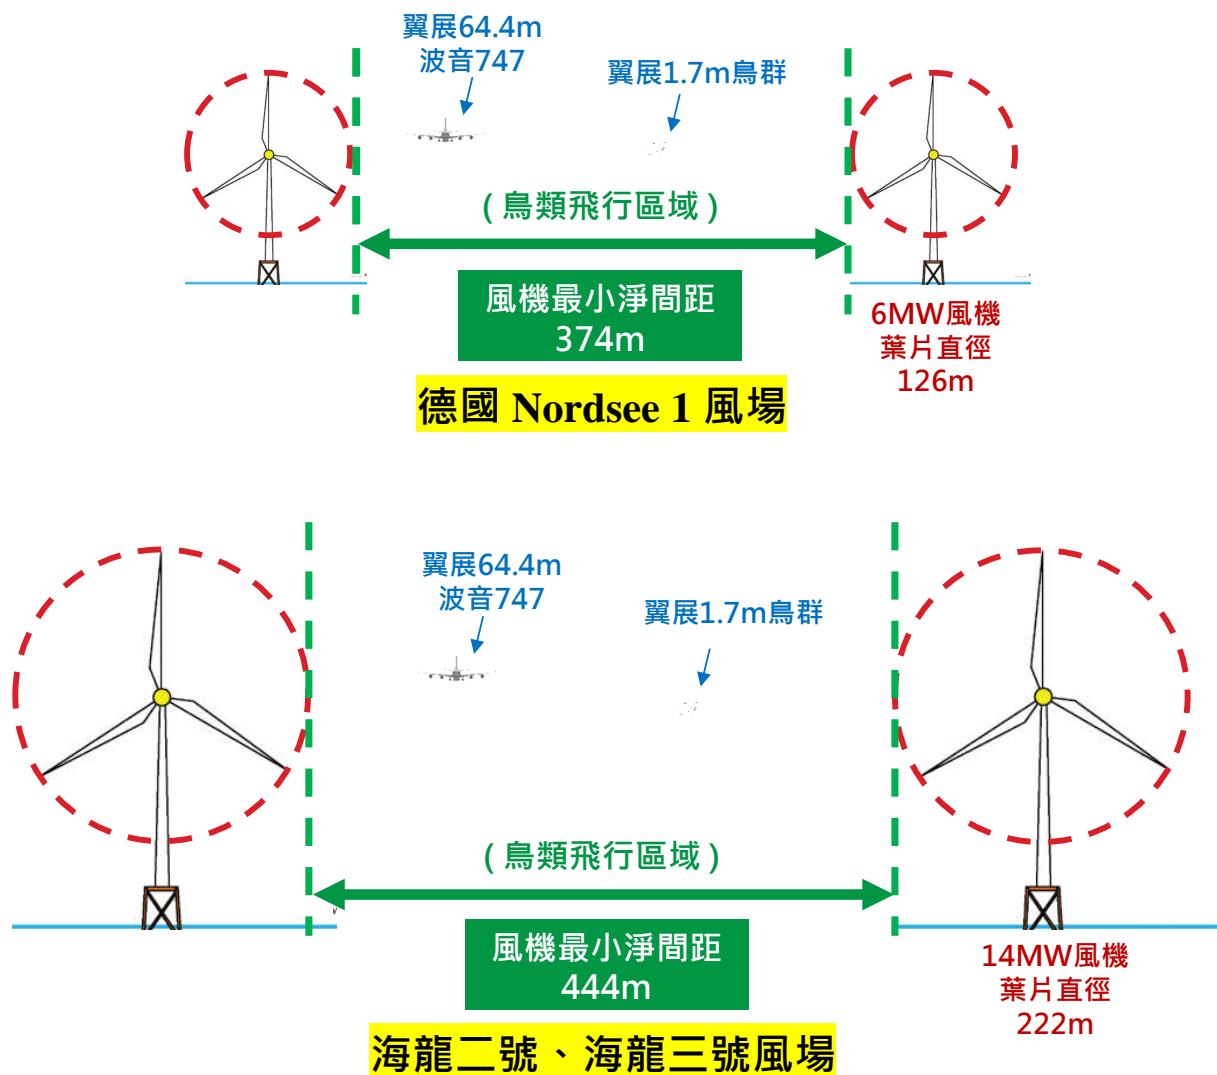 翼展64.4m
波音747
翼展1.7m鳥群
(鳥類飛行區域)
風機最小淨間距
374m
6MW風機
葉片直徑
126m
德國 Nordsee 1 風場
翼展64.4m
波音747
翼展1.7m鳥群
(鳥類飛行區域)
風機最小淨間距
444m
14MW風機
葉片直徑
222m
海龍二號、海龍三號風場